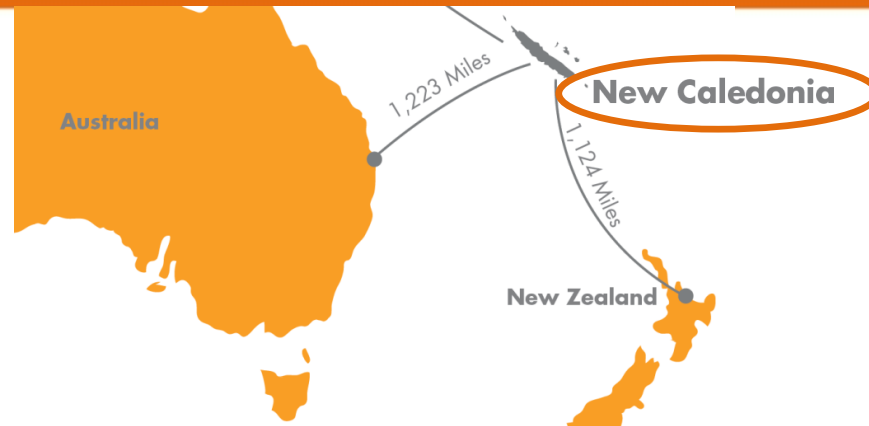 1,223 Miles
New Caledonia
Australia
1,124 Miles
New Zealand